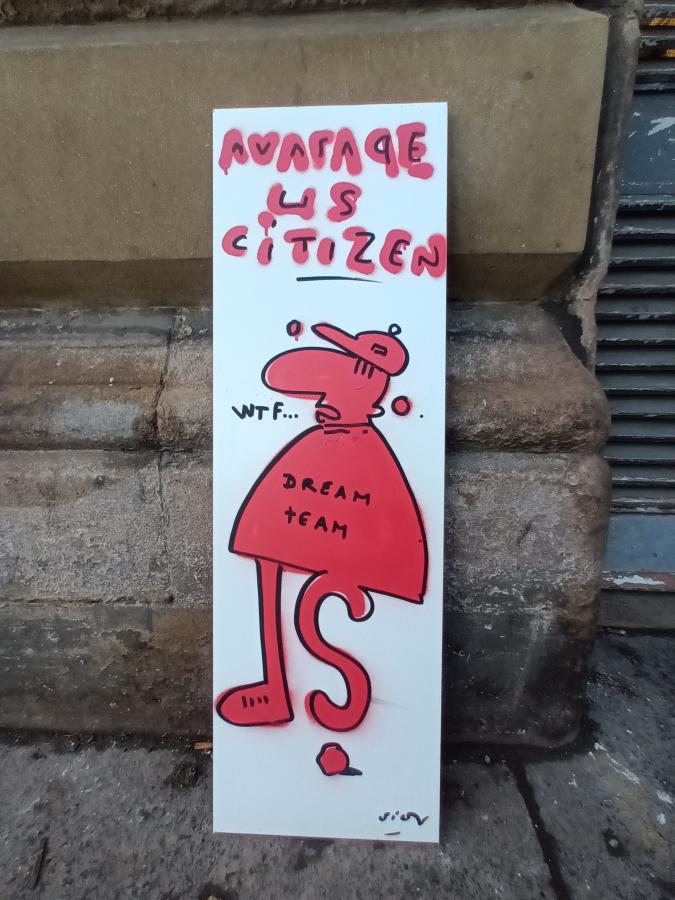 AVARAGE
US
CiTIZEN
WTF...
DREAM
TEAM